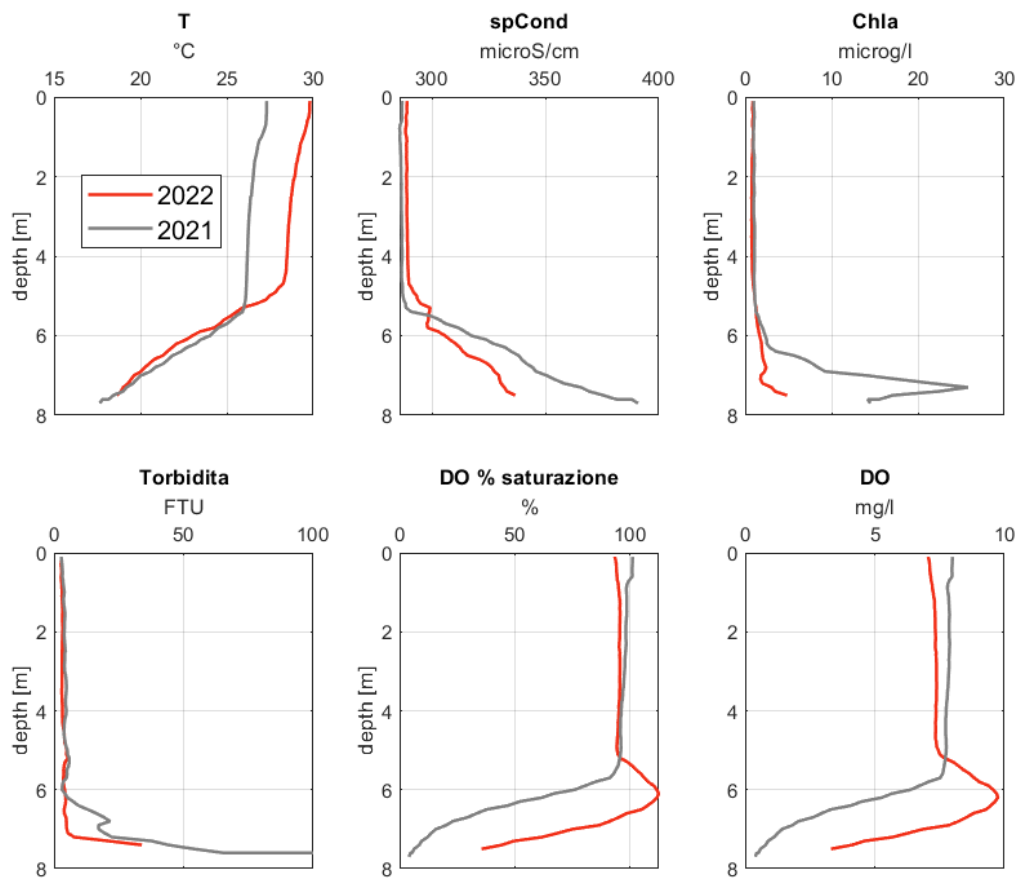 T spCond Chla
°C microS/cm microg/l
15 20 25 30 300 350 400 0 10 20 30
0 0 0
2 2 2
2022
2021
depth [m] depth [m] depth [m]
4 4 4
6 6 6
8 8 8
Torbidita DO % saturazione DO
FTU % mg/l
0 50 100 0 50 100 0 5 10
0 0 0
2 2 2
depth [m] depth [m] depth [m]
4 4 4
6 6 6
8 8 8